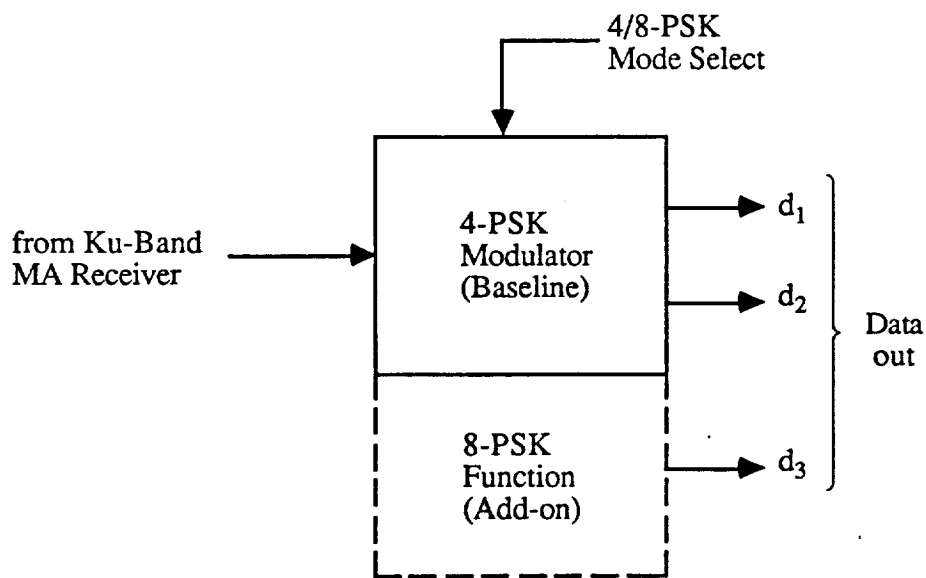 4/8-PSK
Mode Select
from Ku-Band
MA Receiver
4-PSK
Modulator
(Baseline)
d1
d2
Data
out
8-PSK
Function
(Add-on)
d3